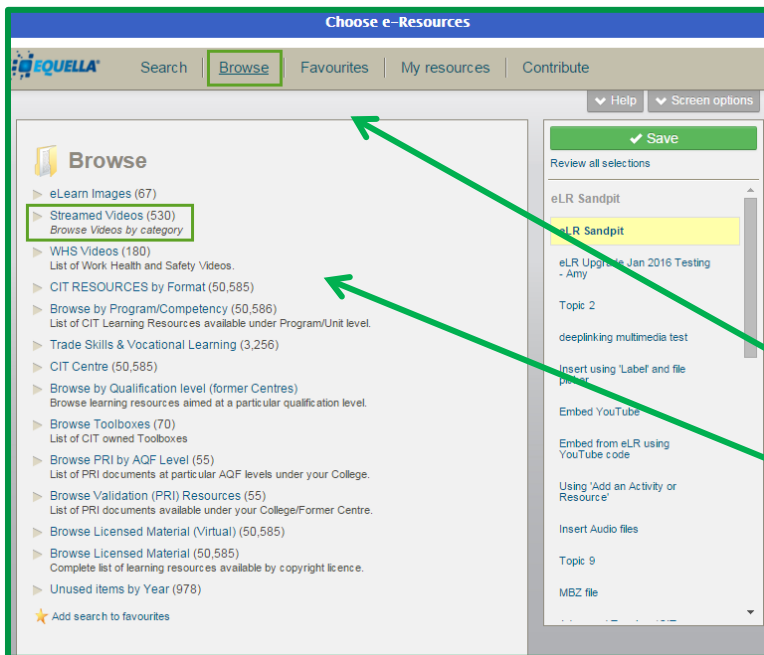 Choose e-Resources
EQUELLA
Search
Browse
Favourites
My resources
Contribute
Help
Screen options
Browse
eLearn Images (67)
Streamed Videos (530)
Browse Videos by category
WHS Videos (180)
List of Work Health and Safety Videos.
CIT RESOURCES by Format (50,585)
Browse by Program/Competency (50,586)
List of CIT Learning Resources available under Program/Unit level.
Trade Skills & Vocational Learning (3,256)
CIT Centre (50,585)
Browse by Qualification level (former Centres)
Browse learning resources aimed at a particular qualification level.
Browse Toolboxes (70)
List of CIT owned Toolboxes
Browse PRI by AQF Level (55)
List of PRI documents at particular AQF levels under your College.
Browse Validation (PRI) Resources (55)
List of PRI documents available under your College/Former Centre.
Browse Licensed Material (Virtual) (50,585)
Browse Licensed Material (50,585)
Complete list of learning resources available by copyright licence.
Unused items by Year (978)
Add search to favourites
Save
Review all selections
eLR Sandpit
eLR Sandpit
eLR Upgrade Jan 2016 Testing
- Amy
Topic 2
deeplinking multimedia test
Insert using 'Label' and file
picker
Embed YouTube
Embed from eLR using
YouTube code
Using 'Add an Activity or
Resource'
Insert Audio files
Topic 9
MBZ file